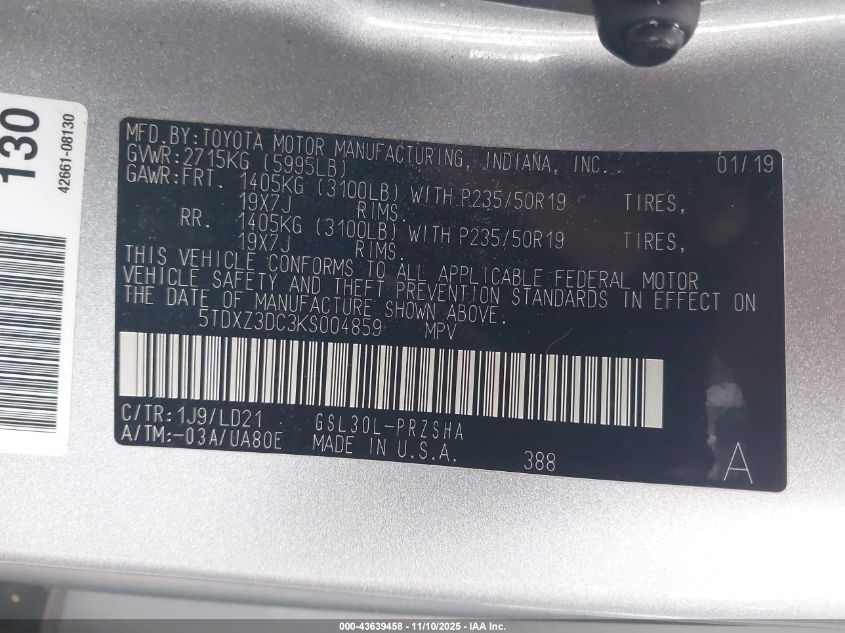 130
42661-08130
MFD.BY:TOYOTA MOTOR MANUFACTURING, INDIANA, INC. 01/19
GVWR:2715KG (5995LB)
GAWR:FRT. 1405KG (3100LB) WITH P235/50R19 TIRES,
19X7J RIMS.
RR. 1405KG (3100LB) WITH P235/50R19 TIRES,
19X7J RIMS.
THIS VEHICLE CONFORMS TO ALL APPLICABLE FEDERAL MOTOR
VEHICLE SAFETY AND THEFT PREVENTION STANDARDS IN EFFECT ON
THE DATE OF MANUFACTURE SHOWN ABOVE.
5TDXZ3DC3KS004859 MPV
C/TR:1J9/LD21 GSL30L-PRZSHA
A/TM:-03A/UA80E MADE IN U.S.A. 388 A
000-43639458 - 11/10/2025 - IAA Inc.